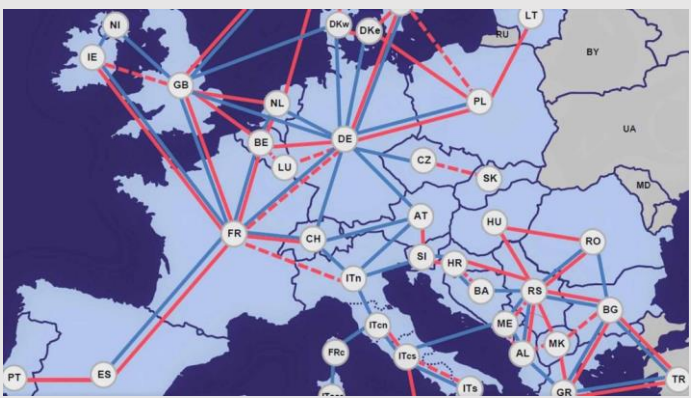 LT
NI
DKw
DKe
RU
IE
BY
GB
NL
PL
UA
BE
DE
LU
CZ
SK
MD
AT
HU
FR
CH
RO
SI
HR
ITn
BA
RS
BG
ITcn
ME
FRc
ITcs
AL
MK
PT
ES
ITs
GR
TR